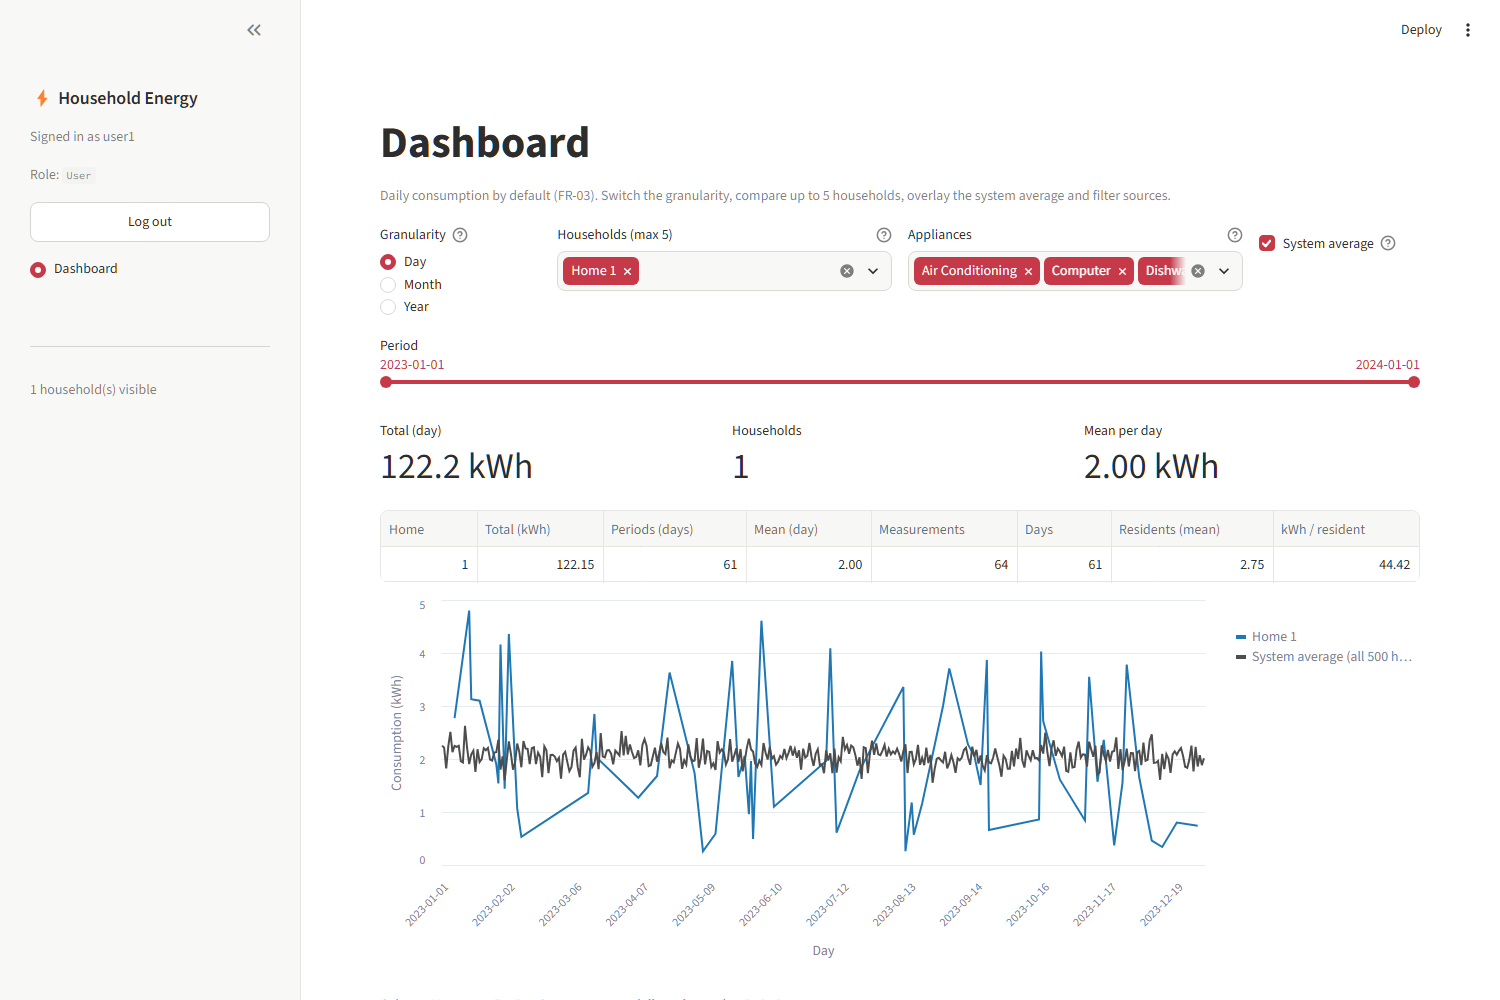 Deploy
Household Energy
Signed in as user1
Role: User
Log out
Dashboard
1 household(s) visible
Dashboard
Daily consumption by default (FR-03). Switch the granularity, compare up to 5 households, overlay the system average and filter sources.
Granularity
Day
Month
Year
Households (max 5)
Home 1
Appliances
Air Conditioning
Computer
Dishw
System average
Period
2023-01-01
2024-01-01
Total (day)
122.2 kWh
Households
1
Mean per day
2.00 kWh
Home Total (kWh) Periods (days) Mean (day) Measurements Days Residents (mean) kWh / resident
1 122.15 61 2.00 64 61 2.75 44.42
Consumption (kWh)
5
4
3
2
1
0
2023-01-01
2023-02-02
2023-03-06
2023-04-07
2023-05-09
2023-06-10
2023-07-12
2023-08-13
2023-09-14
2023-10-16
2023-11-17
2023-12-19
Day
Home 1
System average (all 500 h…